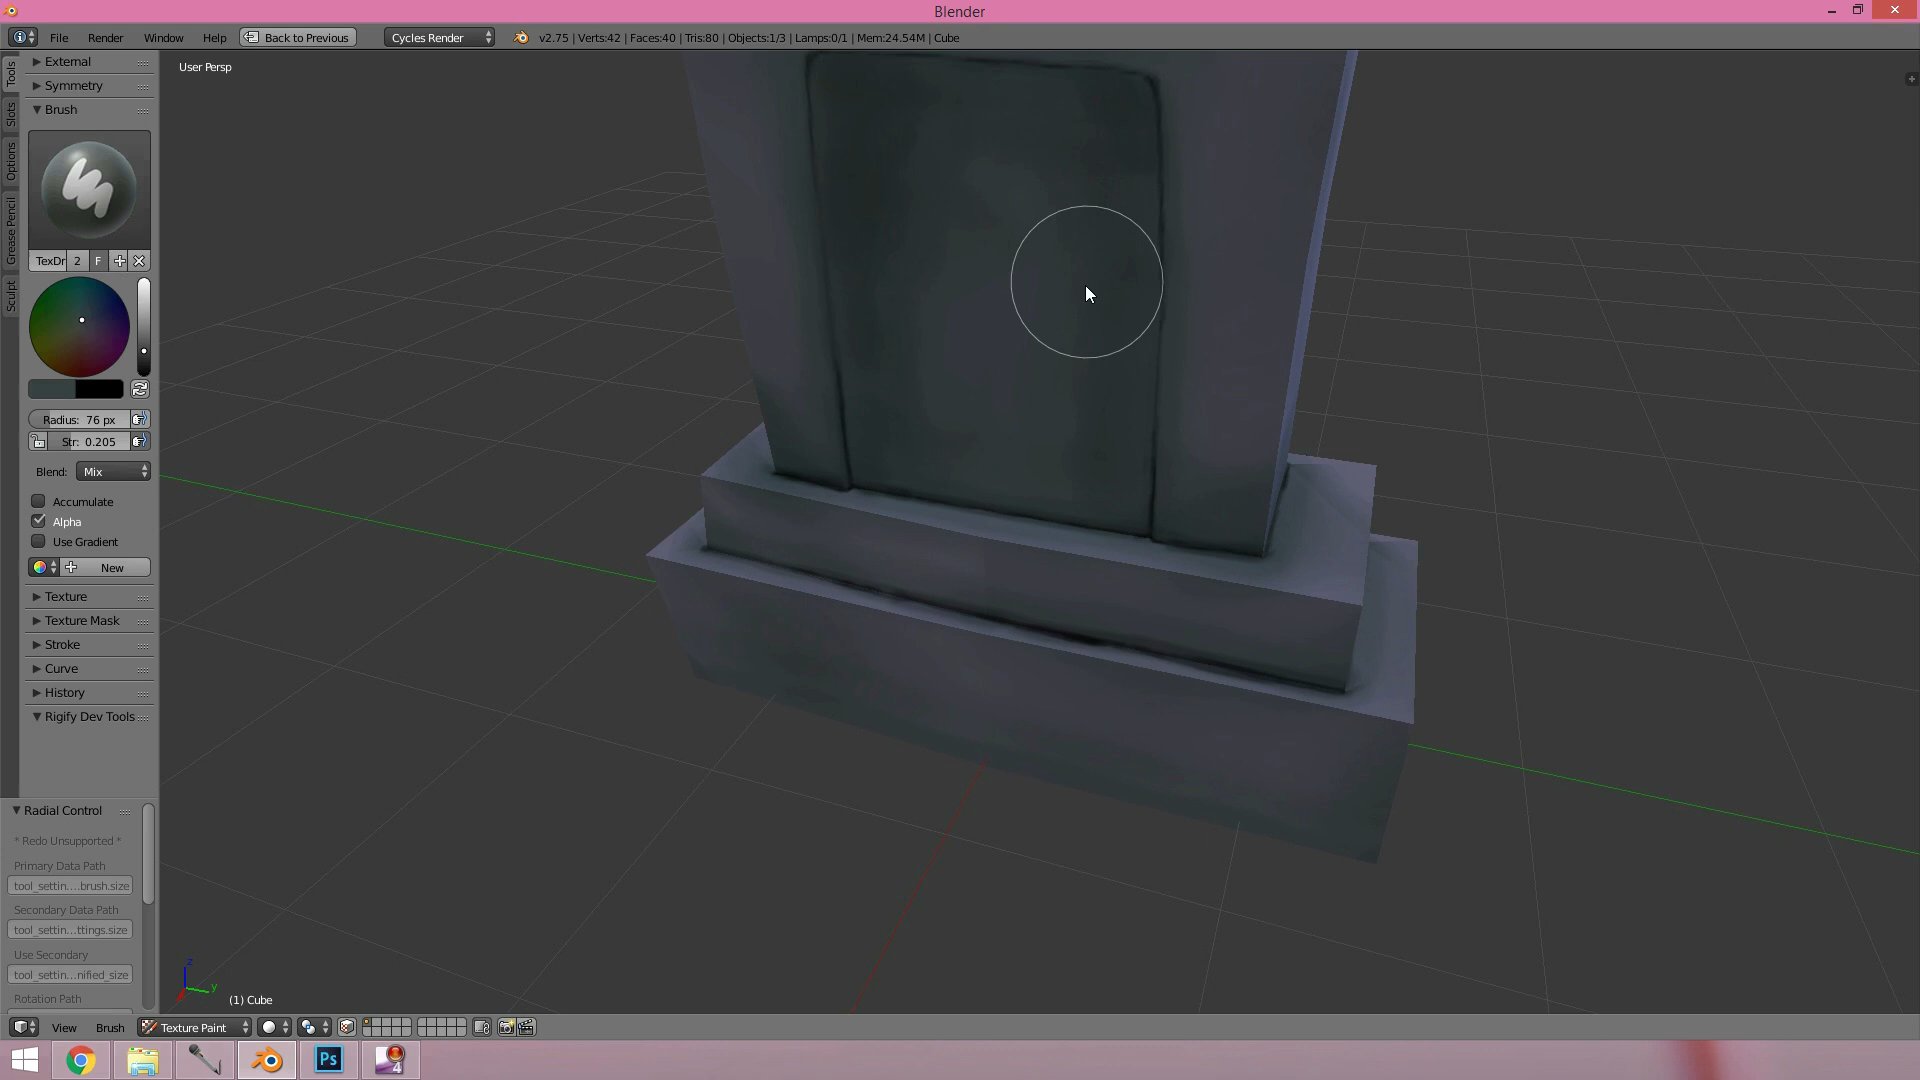 Blender
File Render Window Help Back to Previous Cycles Render v2.75 | Verts:42 | Faces:40 | Tris:80 | Objects:1/3 | Lamps:0/1 | Mem:24.54M | Cube
Tools
Slots
Options
Grease Pencil
Sculpt
External
Symmetry
Brush
TexDr 2 F
Radius: 76 px
Str: 0.205
Blend: Mix
Accumulate
Alpha
Use Gradient
New
Texture
Texture Mask
Stroke
Curve
History
Rigify Dev Tools
Radial Control
* Redo Unsupported *
Primary Data Path
tool_settin....brush.size
Secondary Data Path
tool_settin...ttings.size
Use Secondary
tool_settin...nified_size
Rotation Path
User Persp
z
y
(1) Cube
View Brush Texture Paint
Ps
4